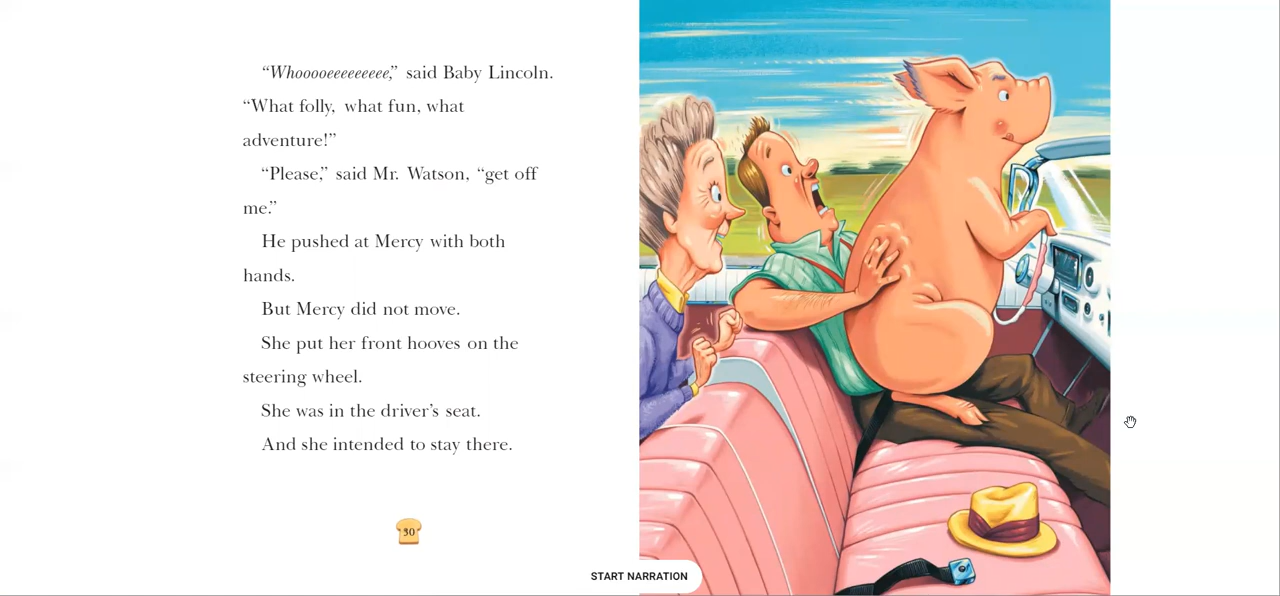 “Whooooeeeeeeeee,” said Baby Lincoln.
“What folly, what fun, what
adventure!”
“Please,” said Mr. Watson, “get off
me.”
He pushed at Mercy with both
hands.
But Mercy did not move.
She put her front hooves on the
steering wheel.
She was in the driver’s seat.
And she intended to stay there.
30
START NARRATION